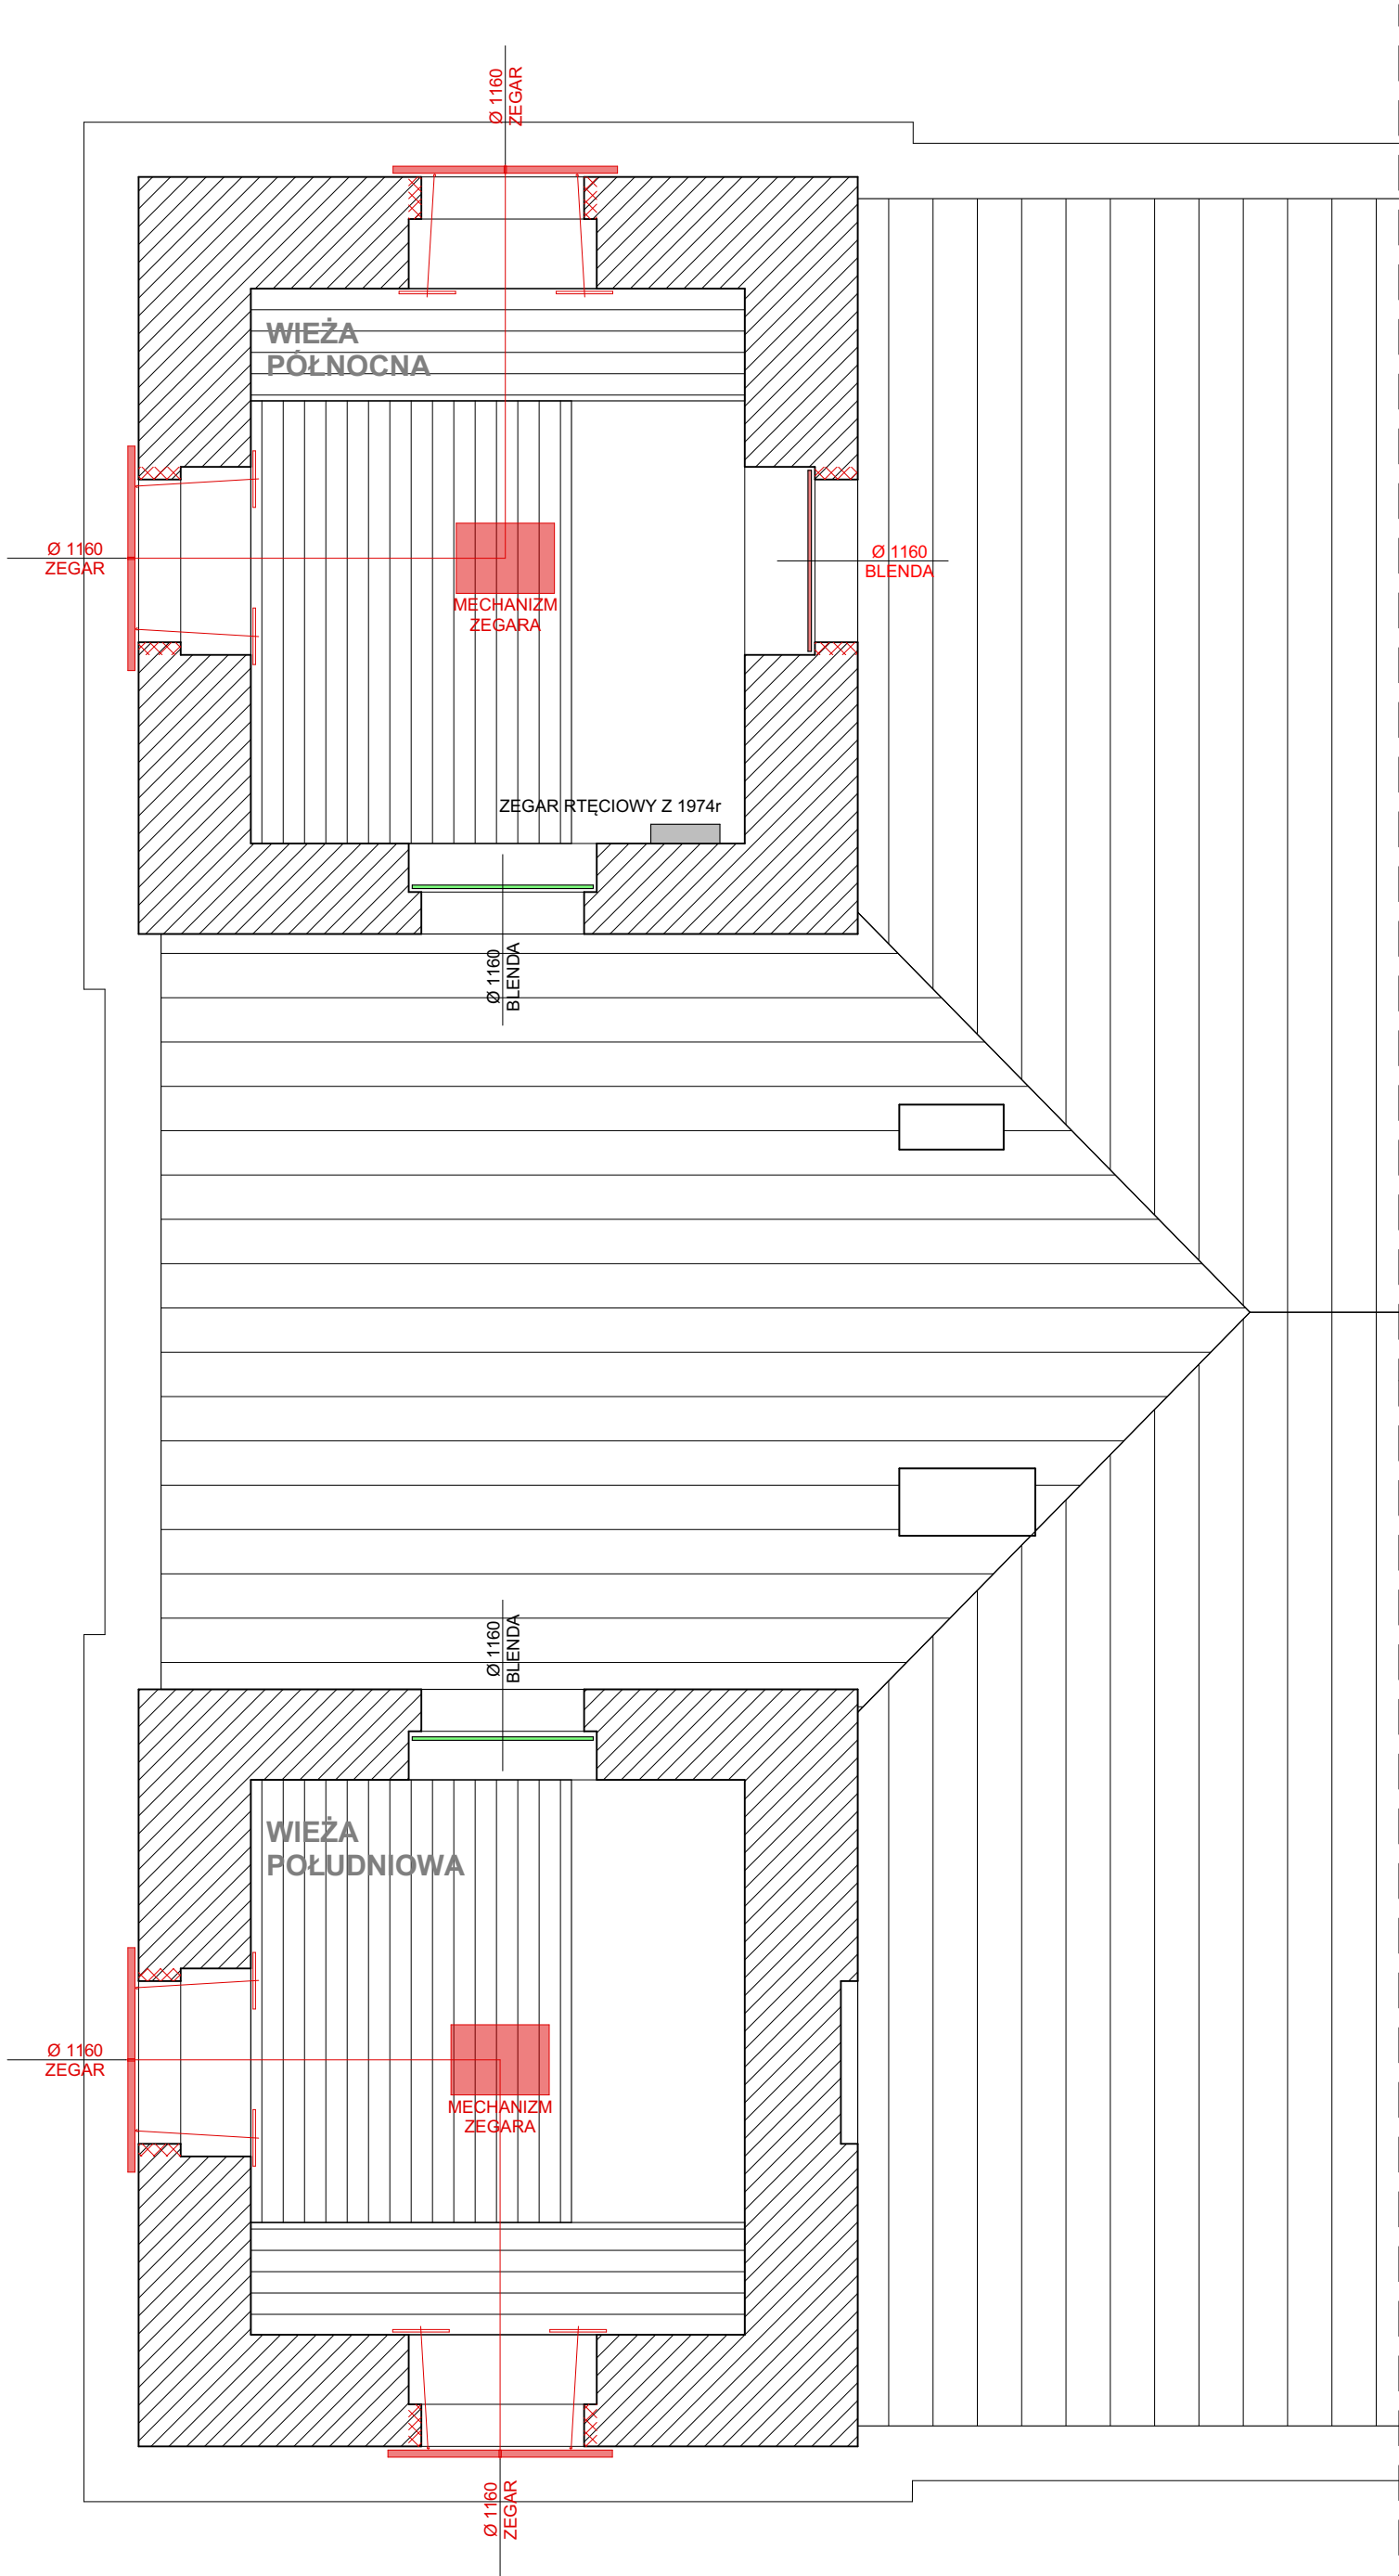 Ø 1160
ZEGAR
WIEŻA
PÓŁNOCNA
Ø 1160
ZEGAR
Ø 1160
BLENDA
MECHANIZM
ZEGARA
ZEGAR RTĘCIOWY Z 1974r
Ø 1160
BLENDA
Ø 1160
BLENDA
WIEŻA
POŁUDNIOWA
Ø 1160
ZEGAR
MECHANIZM
ZEGARA
Ø 1160
ZEGAR